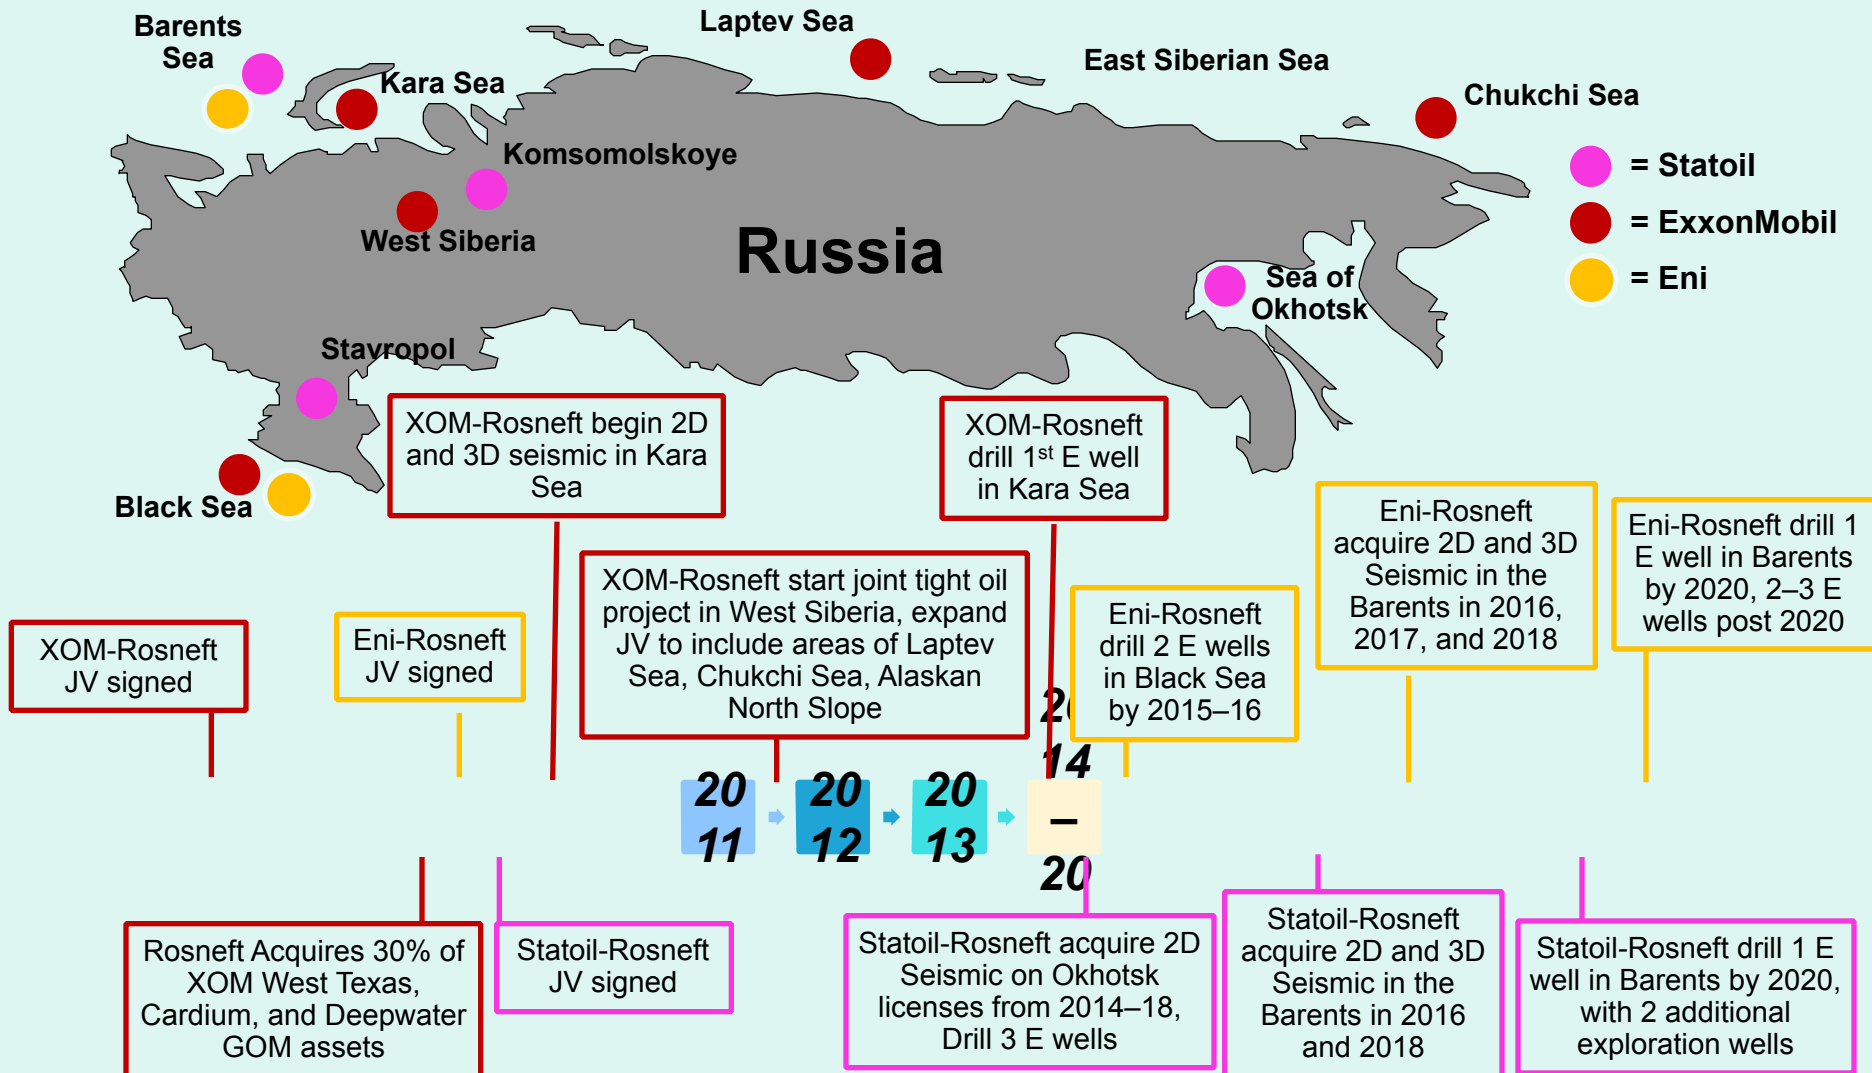 Barents
Sea
Laptev Sea
East Siberian Sea
Kara Sea
Chukchi Sea
Komsomolskoye
West Siberia
Russia
Sea of
Okhotsk
Stavropol
Black Sea
= Statoil
= ExxonMobil
= Eni
XOM-Rosneft begin 2D
and 3D seismic in Kara
Sea
XOM-Rosneft
drill 1st E well
in Kara Sea
Eni-Rosneft
acquire 2D and 3D
Seismic in the
Barents in 2016,
2017, and 2018
Eni-Rosneft drill 1
E well in Barents
by 2020, 2–3 E
wells post 2020
XOM-Rosneft
JV signed
Eni-Rosneft
JV signed
XOM-Rosneft start joint tight oil
project in West Siberia, expand
JV to include areas of Laptev
Sea, Chukchi Sea, Alaskan
North Slope
Eni-Rosneft
drill 2 E wells
in Black Sea
by 2015–16
20
11
20
12
20
13
20
14
–
20
Rosneft Acquires 30% of
XOM West Texas,
Cardium, and Deepwater
GOM assets
Statoil-Rosneft
JV signed
Statoil-Rosneft acquire 2D
Seismic on Okhotsk
licenses from 2014–18,
Drill 3 E wells
Statoil-Rosneft
acquire 2D and 3D
Seismic in the
Barents in 2016
and 2018
Statoil-Rosneft drill 1 E
well in Barents by 2020,
with 2 additional
exploration wells